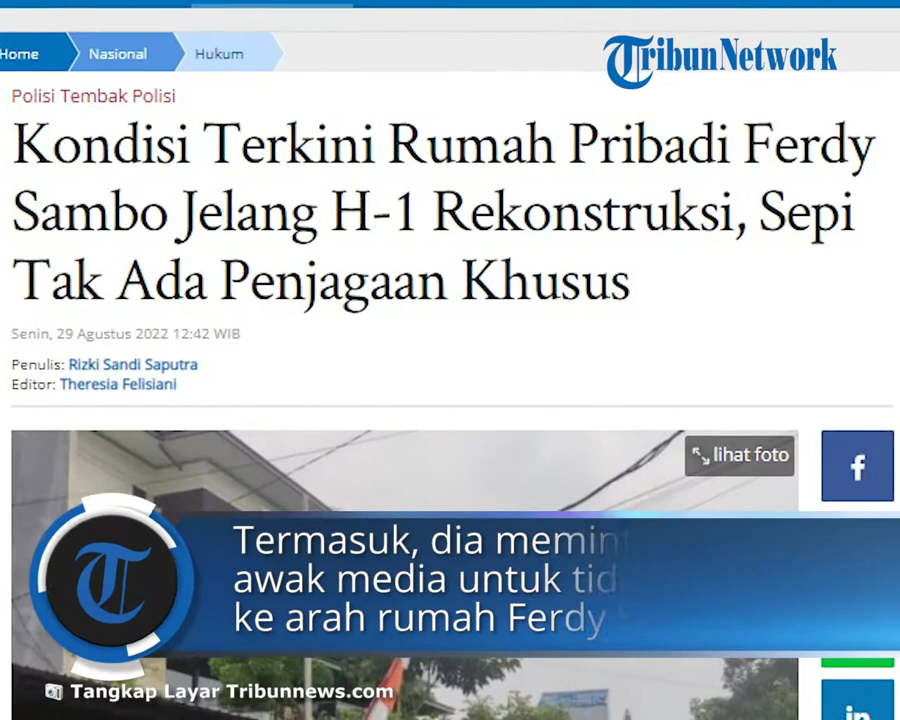 Home
Nasional
Hukum
TribunNetwork
Polisi Tembak Polisi
Kondisi Terkini Rumah Pribadi Ferdy
Sambo Jelang H-1 Rekonstruksi, Sepi
Tak Ada Penjagaan Khusus
Senin, 29 Agustus 2022 12:42 WIB
Penulis: Rizki Sandi Saputra
Editor: Theresia Felisiani
lihat foto
f
Termasuk, dia memin
awak media untuk tid
ke arah rumah Ferdy
T
Tangkap Layar Tribunnews.com
in